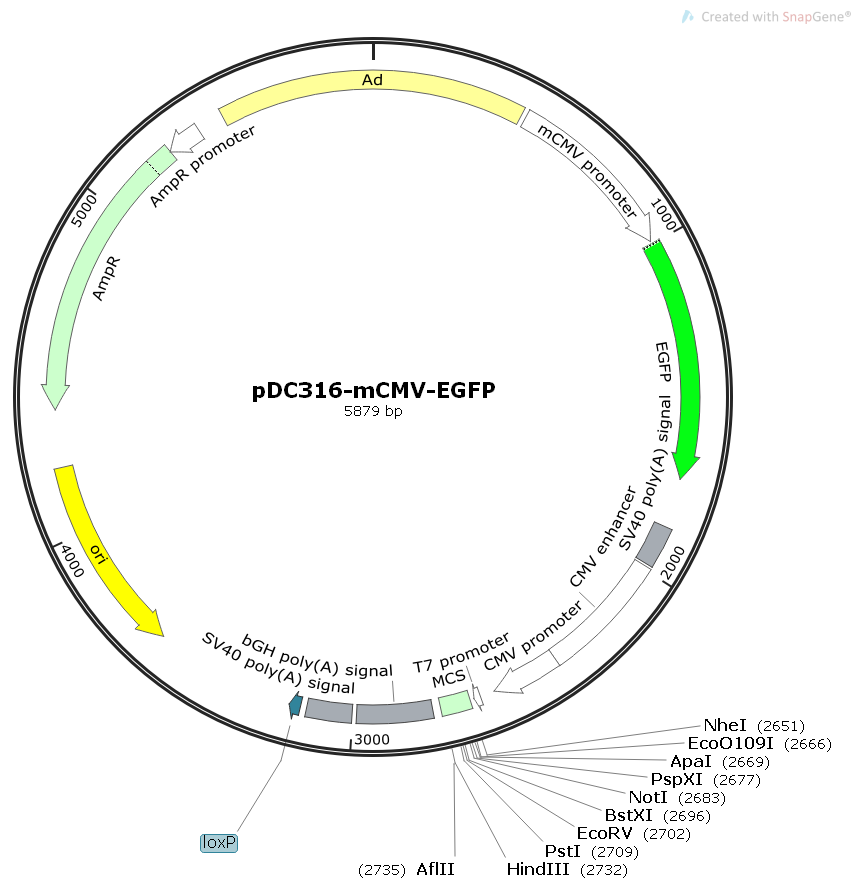 Created with SnapGene®
Ad
mCMV promoter
AmpR promoter
1000
5000
AmpR
EGFP
pDC316-mCMV-EGFP
5879 bp
SV40 poly(A) signal
CMV enhancer
2000
4000
ori
CMV promoter
T7 promoter
bGH poly(A) signal
SV40 poly(A) signal
MCS
3000
loxP
NheI (2651)
EcoO109I (2666)
ApaI (2669)
PspXI (2677)
NotI (2683)
BstXI (2696)
EcoRV (2702)
PstI (2709)
(2735) AflII
HindIII (2732)